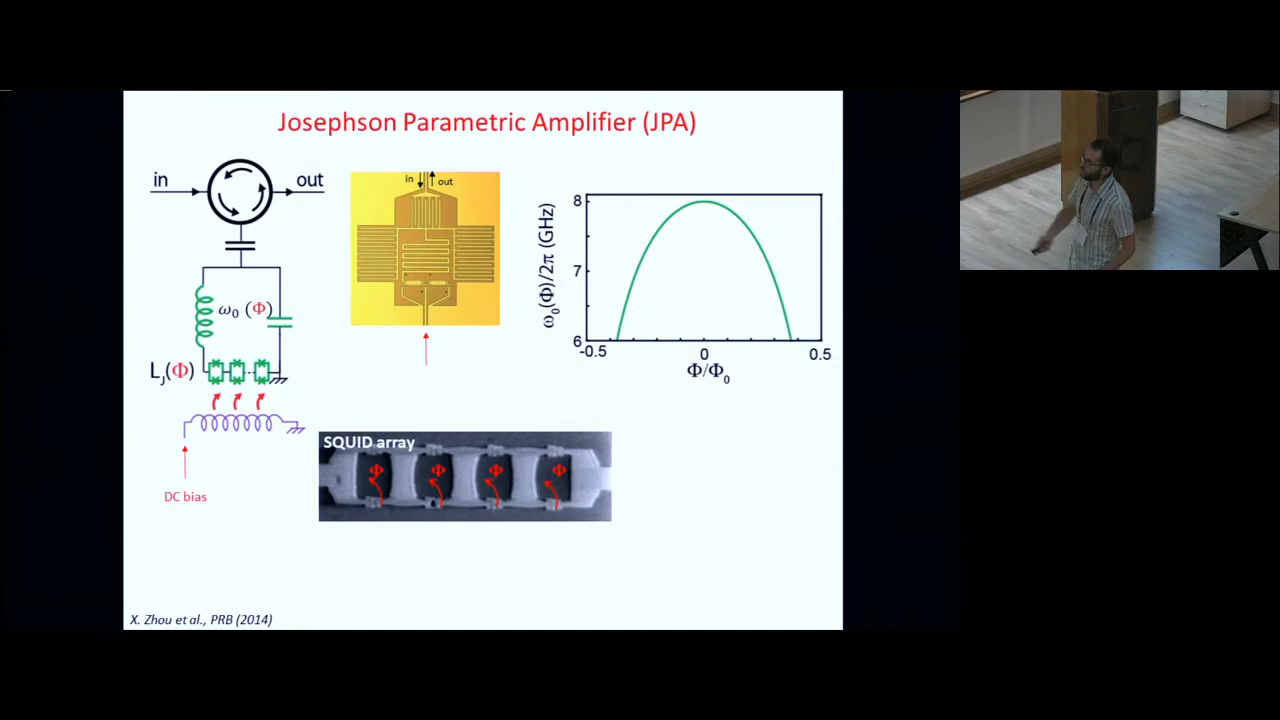 Josephson Parametric Amplifier (JPA)
in
out
ω₀ (Φ)
L_J(Φ)
DC bias
in
out
SQUID array
Φ
Φ
Φ
Φ
ω₀(Φ)/2π (GHz)
8
7
6
-0.5
0
0.5
Φ/Φ₀
X. Zhou et al., PRB (2014)